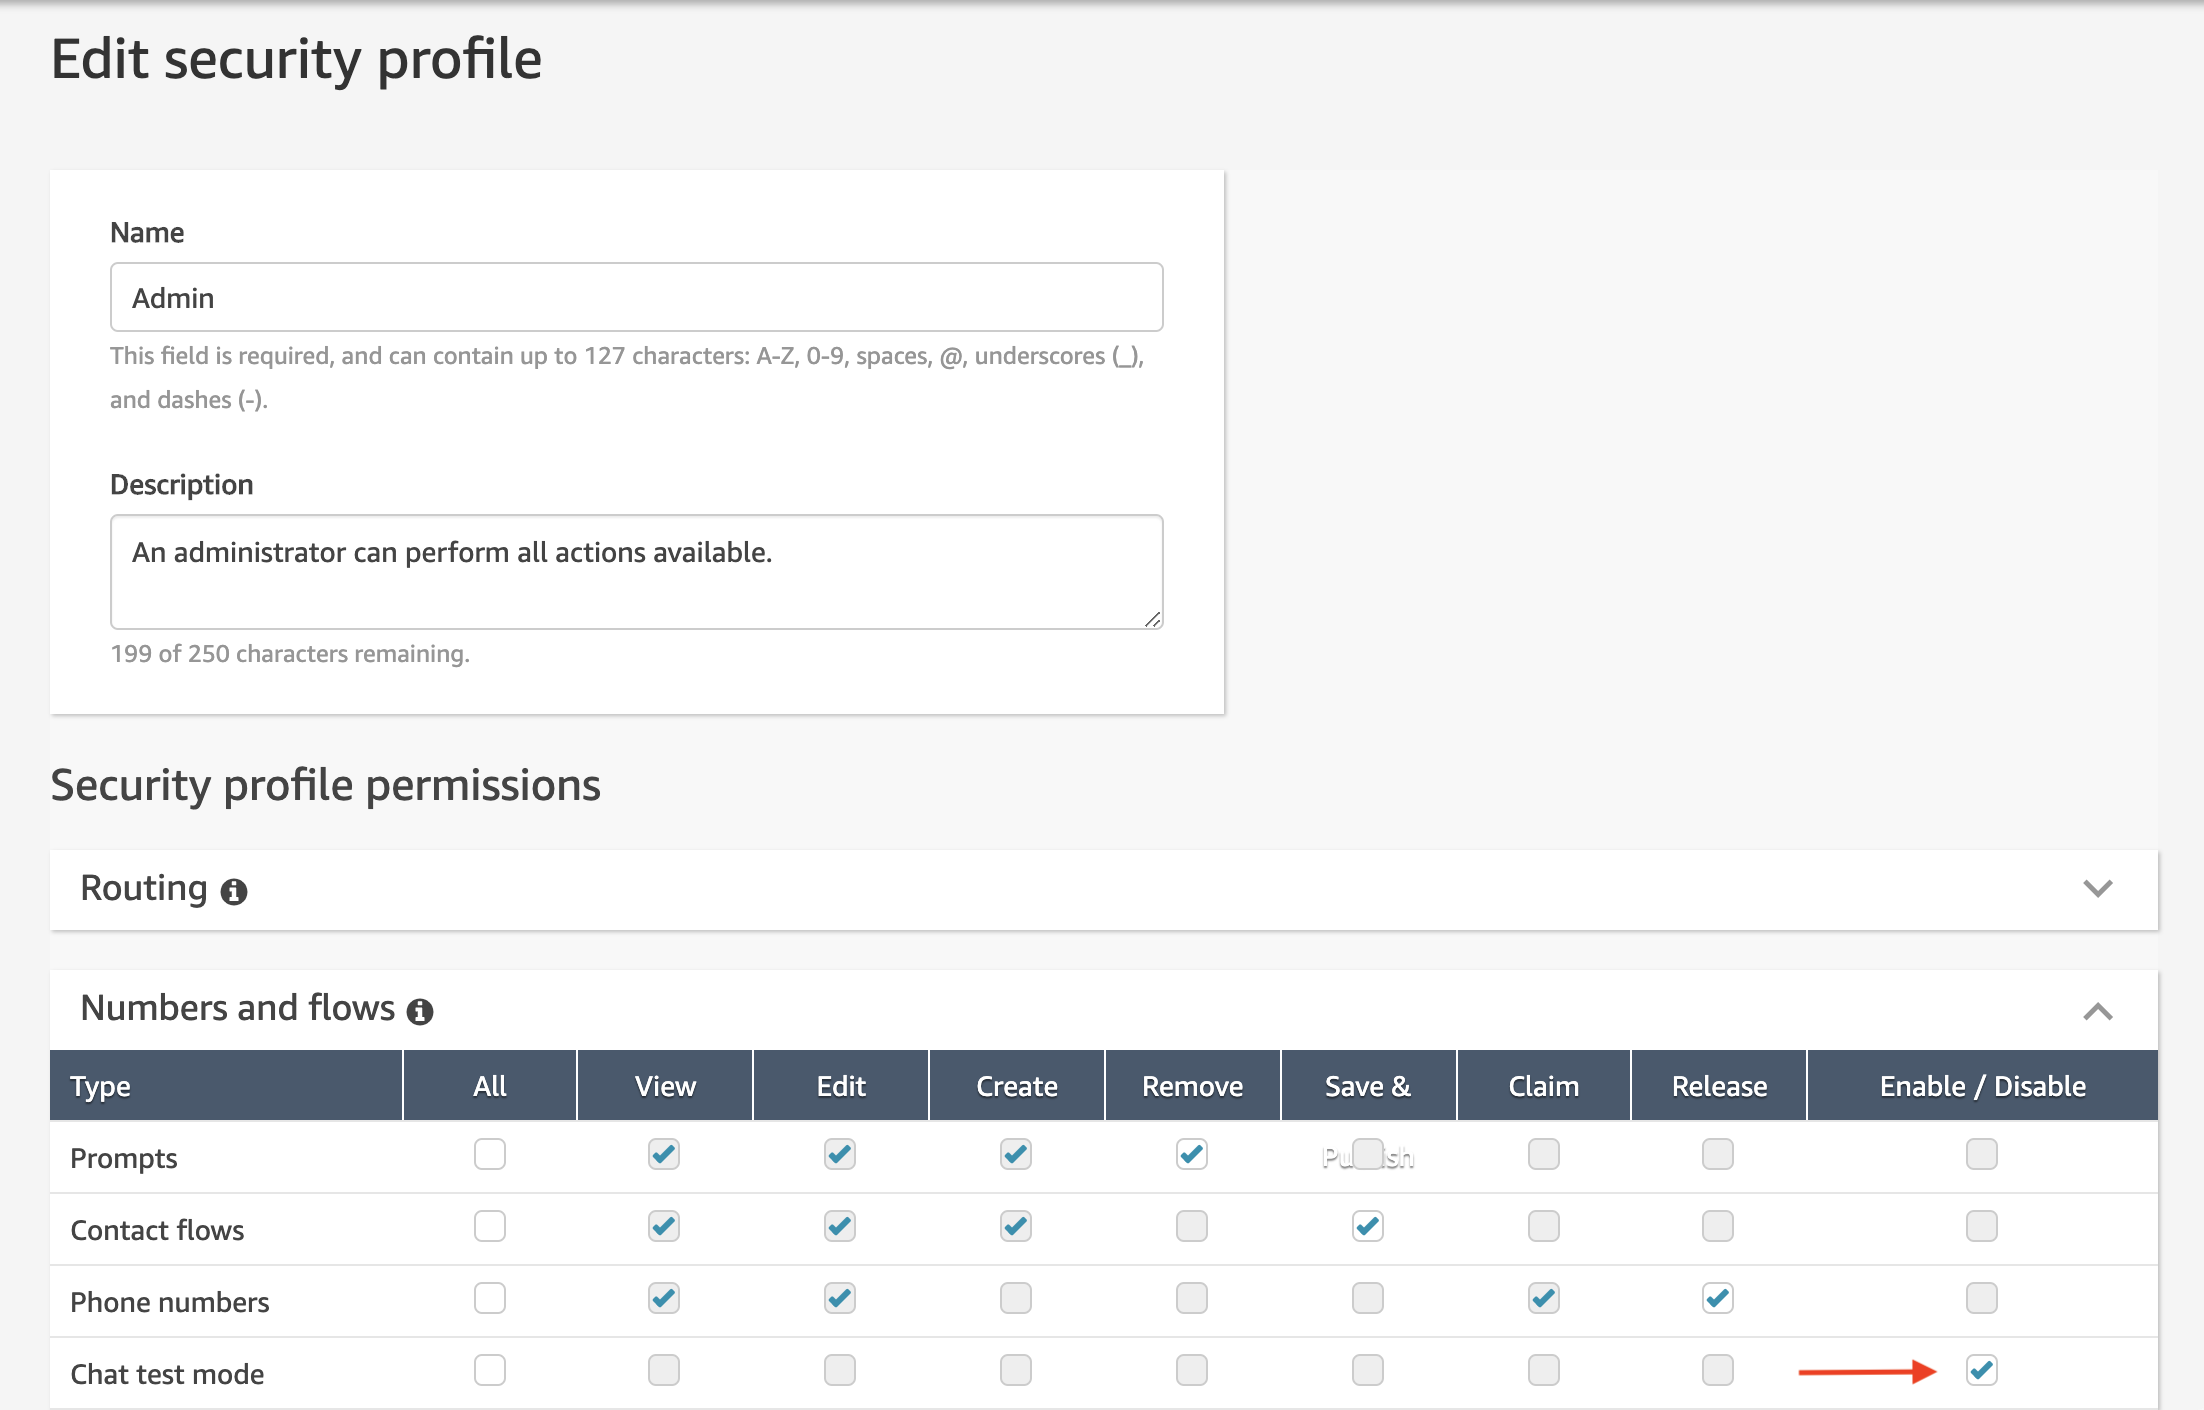 Edit security profile
Name
Admin
This field is required, and can contain up to 127 characters: A-Z, 0-9, spaces, @, underscores (_),
and dashes (-).
Description
An administrator can perform all actions available.
199 of 250 characters remaining.
Security profile permissions
Routing
Numbers and flows
Type All View Edit Create Remove Save & Claim Release Enable / Disable
Publish
Prompts
Contact flows
Phone numbers
Chat test mode